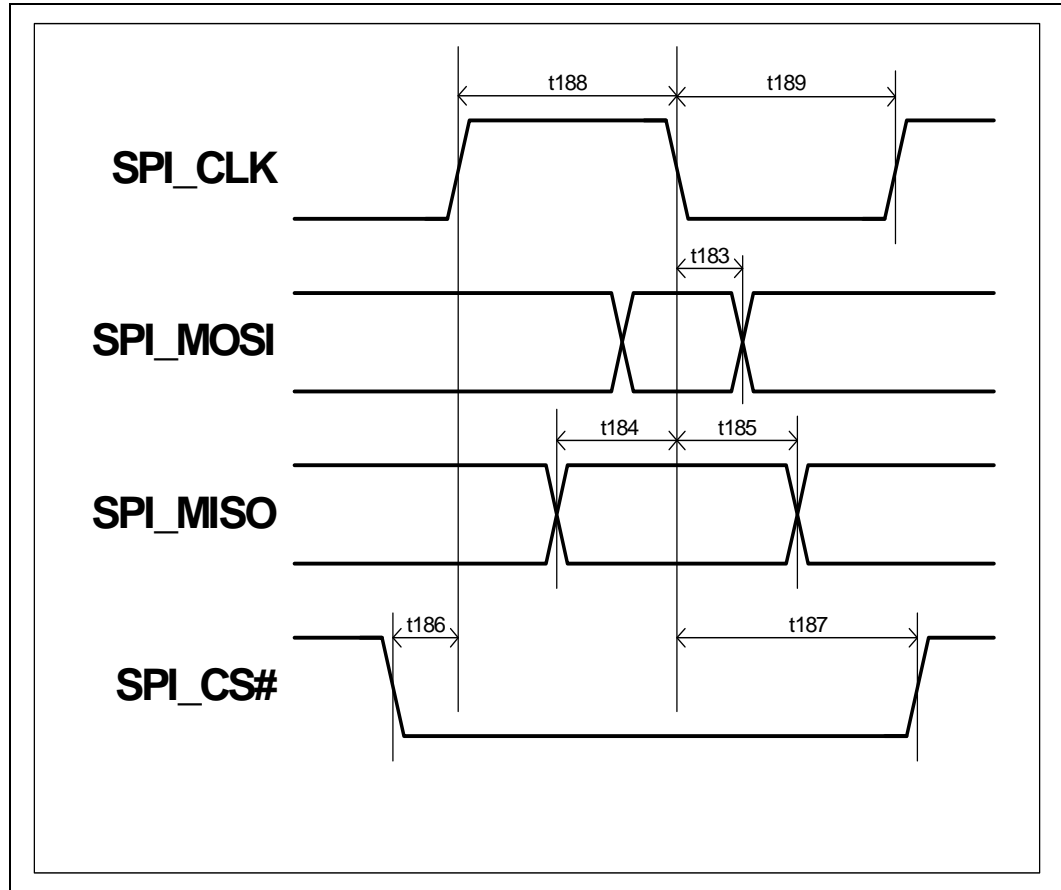 t188 t189
SPI_CLK
t183
SPI_MOSI
t184 t185
SPI_MISO
t186 t187
SPI_CS#